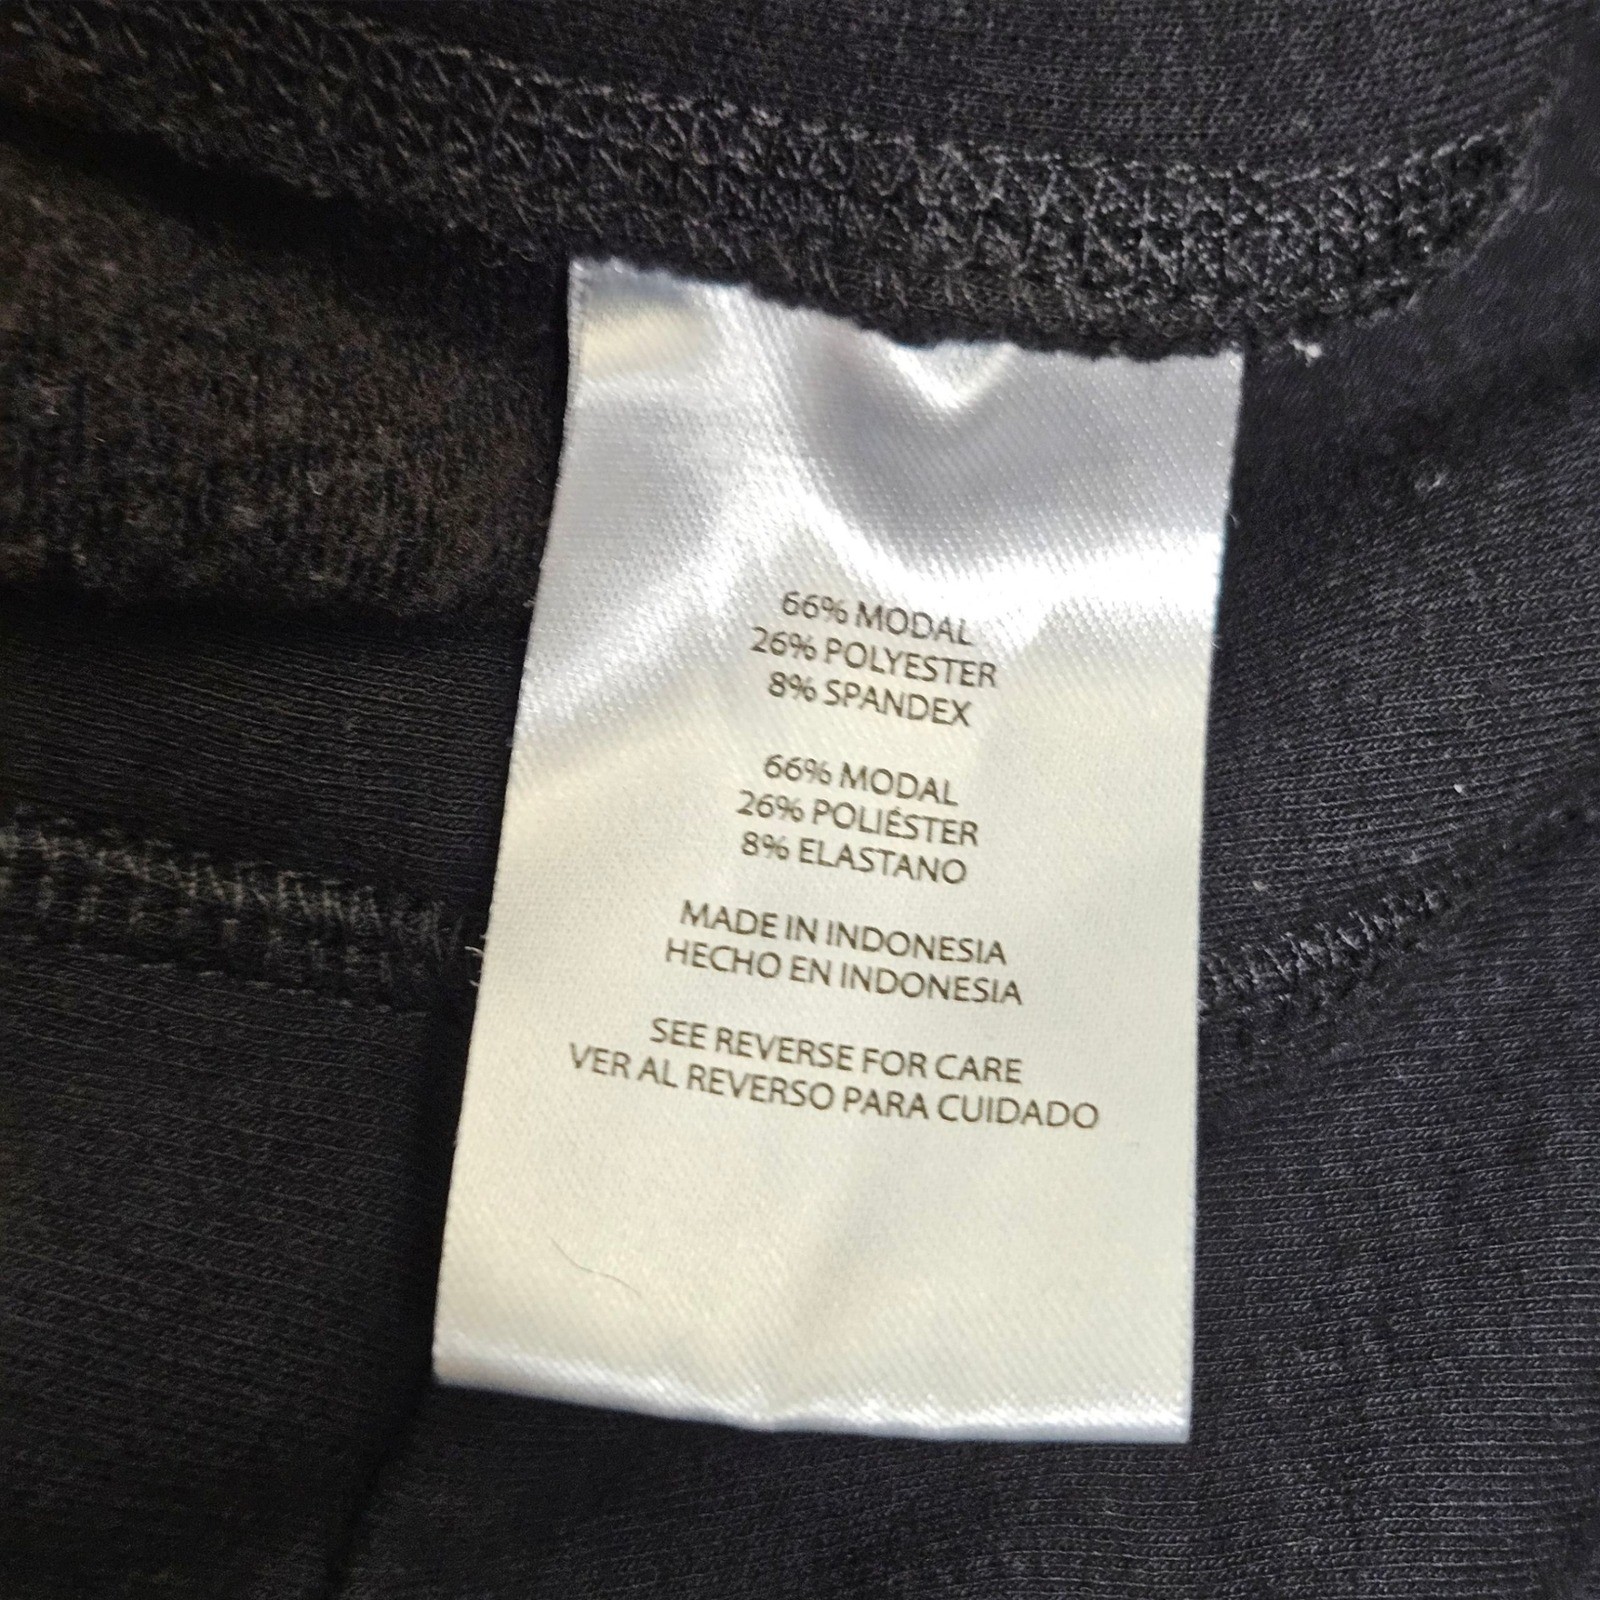 66% MODAL
26% POLYESTER
8% SPANDEX
66% MODAL
26% POLIÉSTER
8% ELASTANO
MADE IN INDONESIA
HECHO EN INDONESIA
SEE REVERSE FOR CARE
VER AL REVERSO PARA CUIDADO